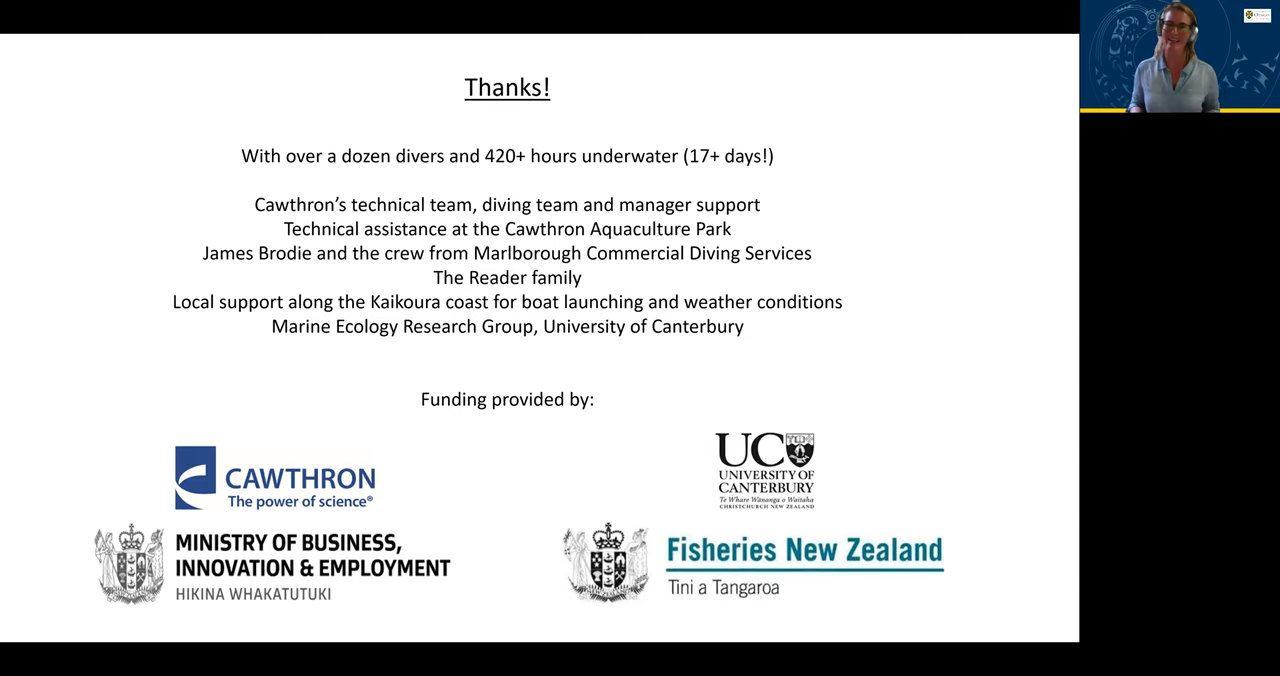 Thanks!
With over a dozen divers and 420+ hours underwater (17+ days!)
Cawthron's technical team, diving team and manager support
Technical assistance at the Cawthron Aquaculture Park
James Brodie and the crew from Marlborough Commercial Diving Services
The Reader family
Local support along the Kaikoura coast for boat launching and weather conditions
Marine Ecology Research Group, University of Canterbury
Funding provided by:
CAWTHRON
The power of science®
UC
UNIVERSITY OF
CANTERBURY
Te Whare Wānanga o Waitaha
CHRISTCHURCH NEW ZEALAND
MINISTRY OF BUSINESS,
INNOVATION & EMPLOYMENT
HIKINA WHAKATUTUKI
Fisheries New Zealand
Tini a Tangaroa